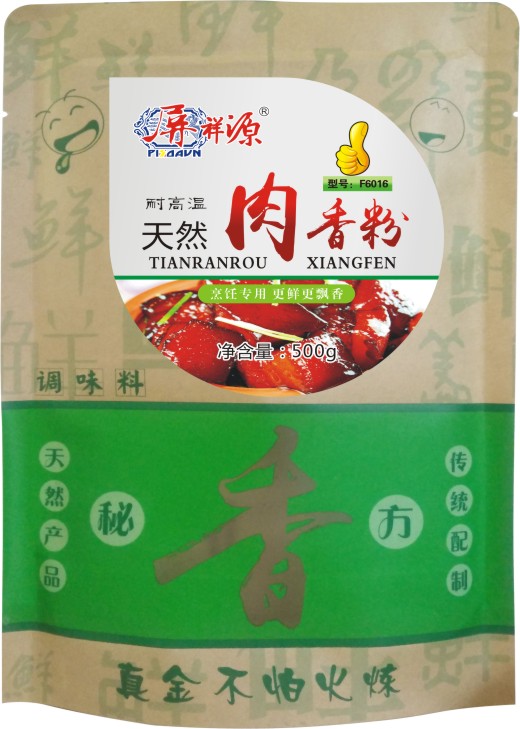 屏祥源®
PIZGAVN
型号：F6016
耐高温
天然 肉香粉
TIANRANROU XIANGFEN
烹饪专用 更鲜更飘香
净含量：500g
调味料
天然产品
秘 香 方
传统配制
真金不怕火炼